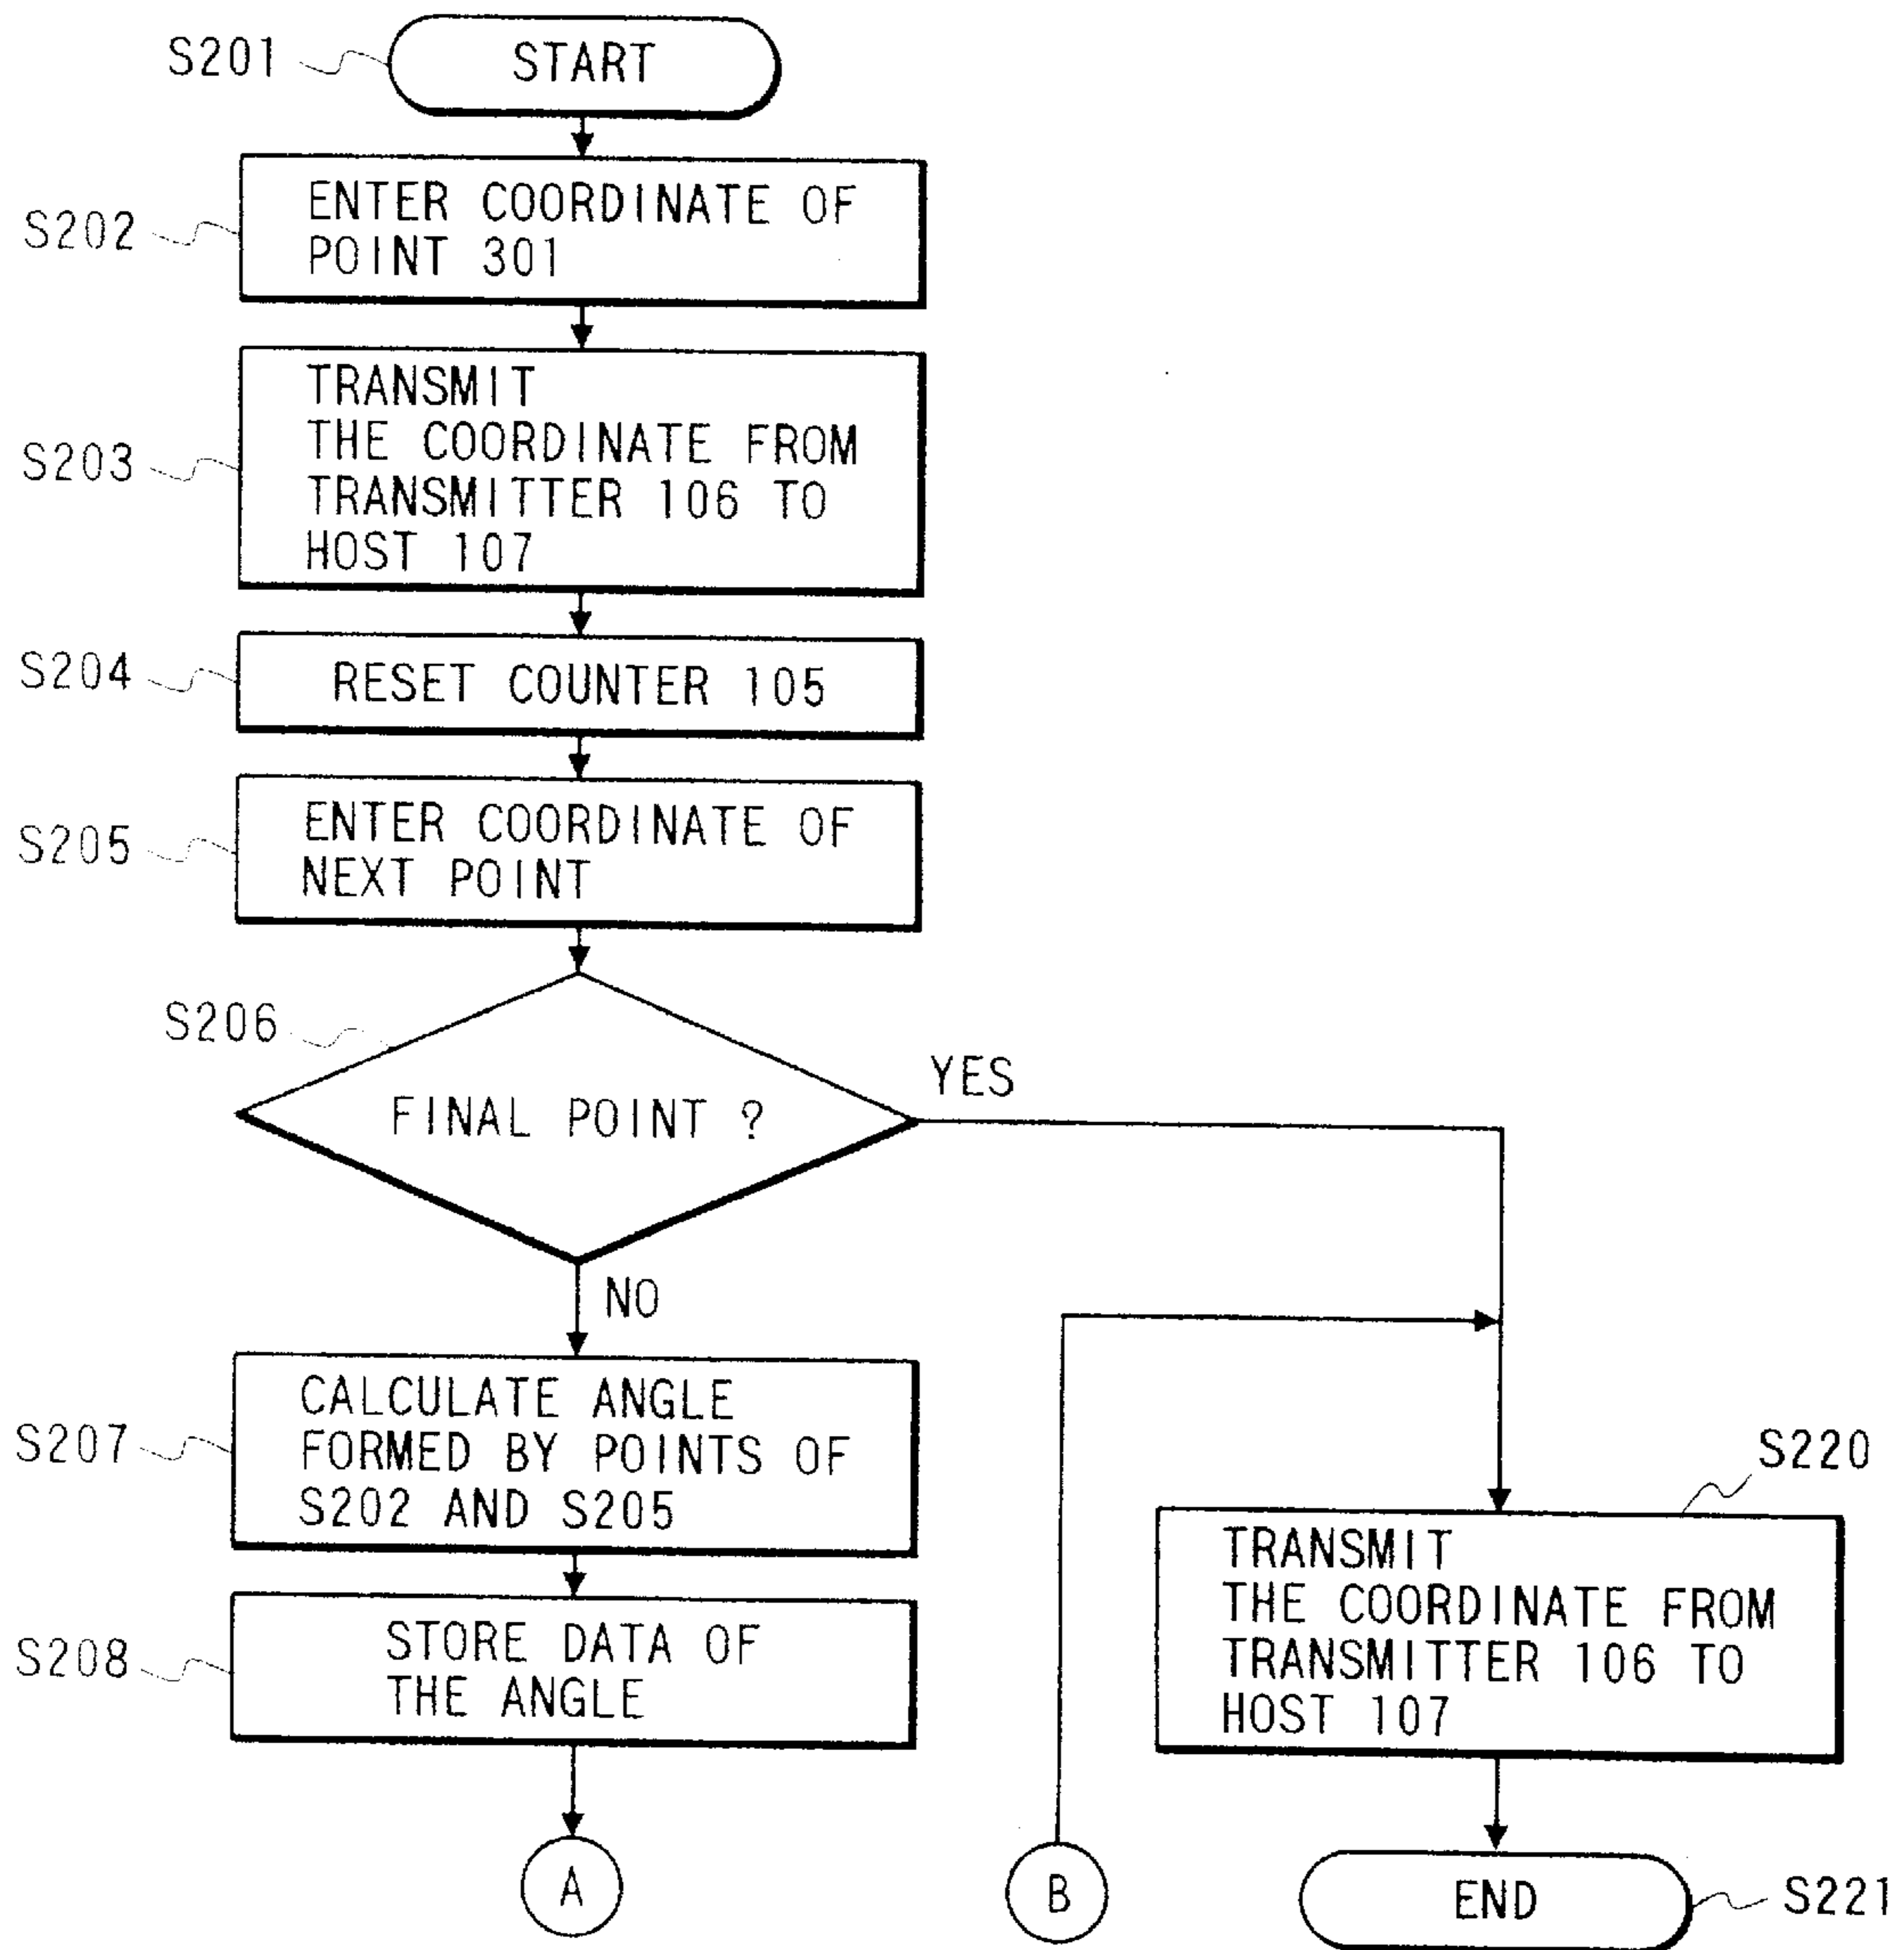 S201
START
S202
ENTER COORDINATE OF
POINT 301
S203
TRANSMIT
THE COORDINATE FROM
TRANSMITTER 106 TO
HOST 107
S204
RESET COUNTER 105
S205
ENTER COORDINATE OF
NEXT POINT
S206
FINAL POINT ?
YES
NO
S207
CALCULATE ANGLE
FORMED BY POINTS OF
S202 AND S205
S208
STORE DATA OF
THE ANGLE
A
B
S220
TRANSMIT
THE COORDINATE FROM
TRANSMITTER 106 TO
HOST 107
END
S221